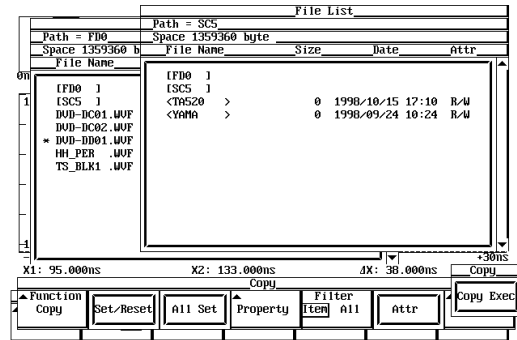 File List
Path = SC5
Path = FD0 Space 1359360 byte
Space 1359360 b File Name Size Date Attr
File Name
[FD0 ]
[SC5 ]
<TA520 > 0 1998/10/15 17:10 R/W
<YAMA > 0 1998/09/24 10:24 R/W
[FD0 ]
[SC5 ]
DVD-DC01.WVF
DVD-DC02.WVF
* DVD-DD01.WVF
HH_PER .WVF
TS_BLK1 .WVF
+30ns
X1: 95.000ns X2: 133.000ns ΔX: 38.000ns
Copy
Copy
Function
Copy
Set/Reset
All Set
Property
Filter
Item All
Attr
Copy Exec